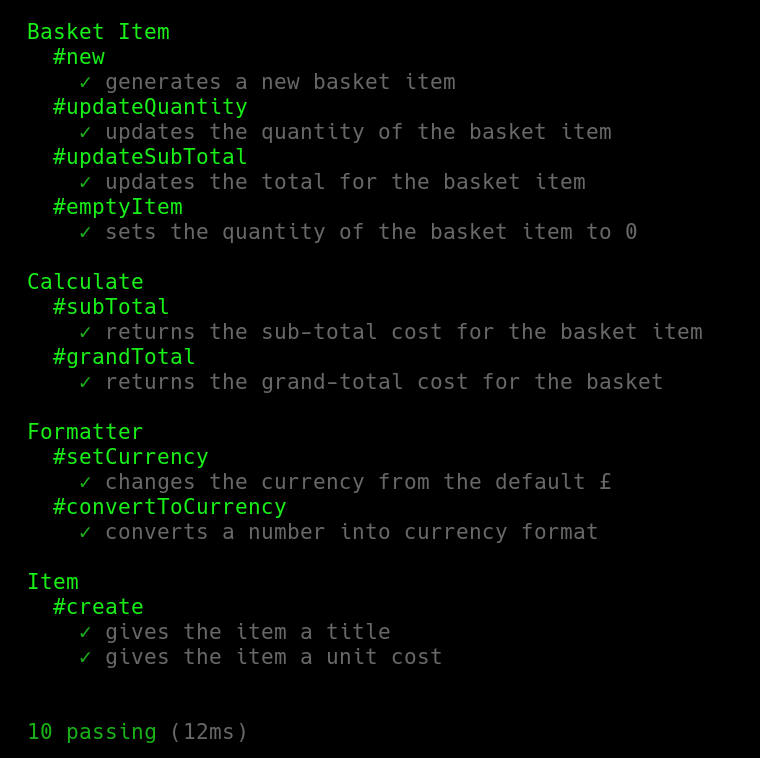 Basket Item
#new
✓ generates a new basket item
#updateQuantity
✓ updates the quantity of the basket item
#updateSubTotal
✓ updates the total for the basket item
#emptyItem
✓ sets the quantity of the basket item to 0
Calculate
#subTotal
✓ returns the sub-total cost for the basket item
#grandTotal
✓ returns the grand-total cost for the basket
Formatter
#setCurrency
✓ changes the currency from the default £
#convertToCurrency
✓ converts a number into currency format
Item
#create
✓ gives the item a title
✓ gives the item a unit cost
10 passing (12ms)